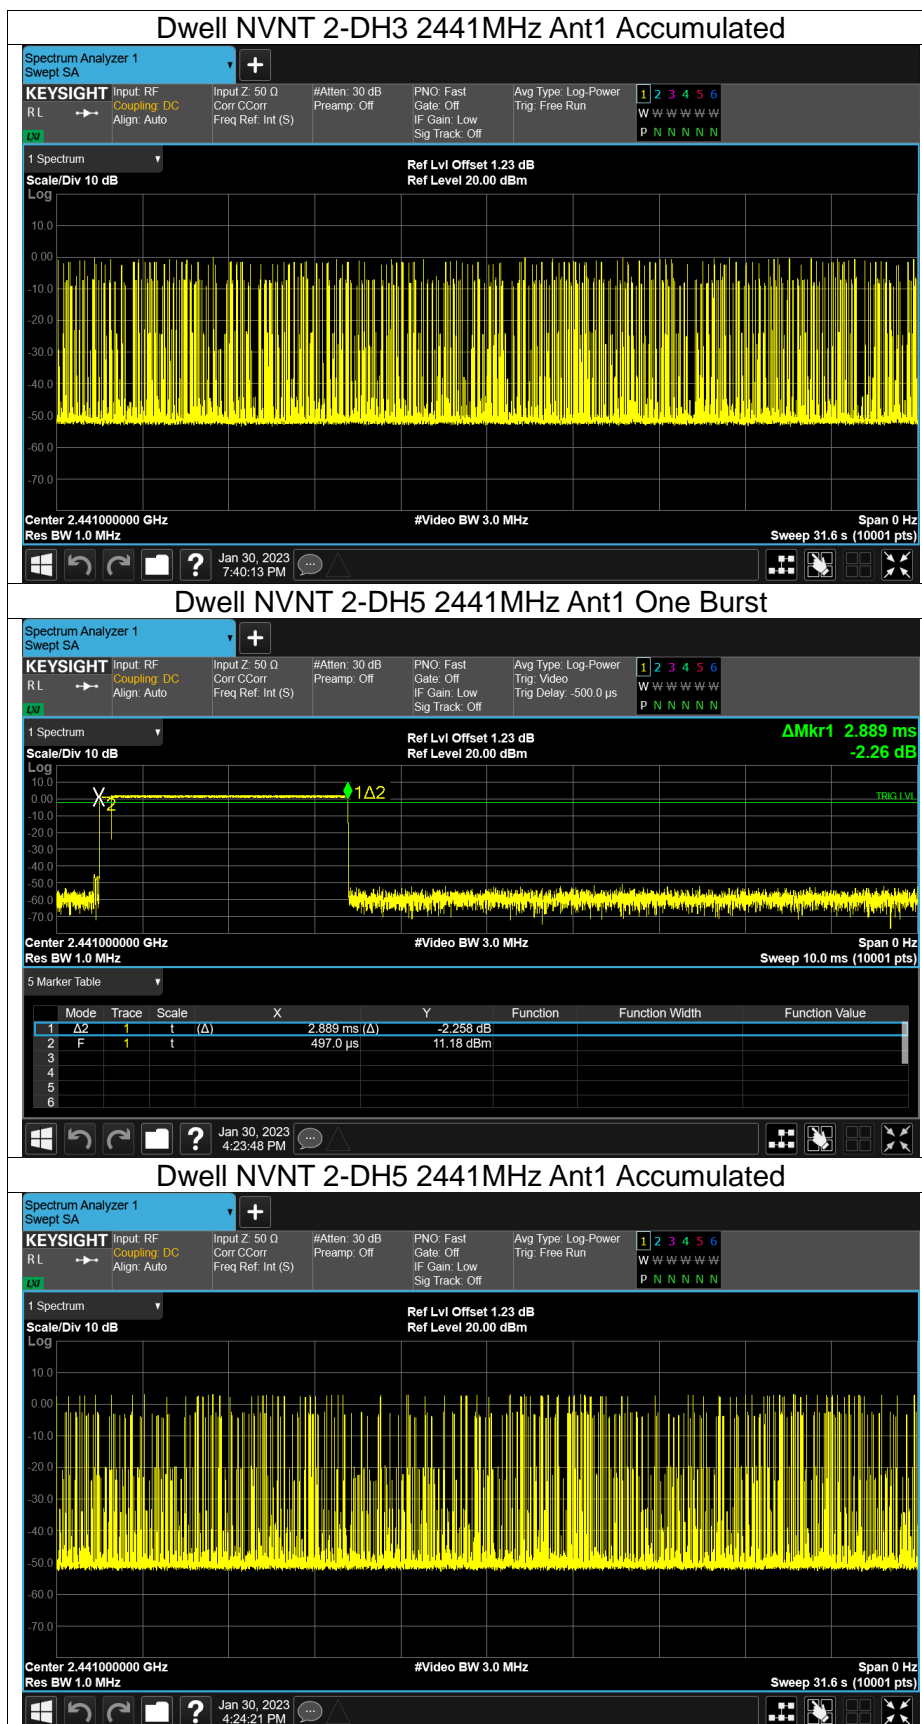 Dwell NVNT 2-DH3 2441MHz Ant1 Accumulated
Spectrum Analyzer 1
Swept SA
KEYSIGHT Input: RF Input Z: 50 Ω #Atten: 30 dB PNO: Fast Avg Type: Log-Power 1 2 3 4 5 6
R L Coupling: DC Corr CCorr Preamp: Off Gate: Off Trig: Free Run W W W W W W
Align: Auto Freq Ref: Int (S) IF Gain: Low
LXI Sig Track: Off P N N N N N
1 Spectrum Ref Lvl Offset 1.23 dB
Scale/Div 10 dB Ref Level 20.00 dBm
Log
10.0
0.00
-10.0
-20.0
-30.0
-40.0
-50.0
-60.0
-70.0
Center 2.441000000 GHz #Video BW 3.0 MHz Span 0 Hz
Res BW 1.0 MHz Sweep 31.6 s (10001 pts)
? Jan 30, 2023
7:40:13 PM
Dwell NVNT 2-DH5 2441MHz Ant1 One Burst
Spectrum Analyzer 1
Swept SA
KEYSIGHT Input: RF Input Z: 50 Ω #Atten: 30 dB PNO: Fast Avg Type: Log-Power 1 2 3 4 5 6
R L Coupling: DC Corr CCorr Preamp: Off Gate: Off Trig: Video W W W W W W
Align: Auto Freq Ref: Int (S) IF Gain: Low Trig Delay: -500.0 µs
LXI Sig Track: Off P N N N N N
1 Spectrum Ref Lvl Offset 1.23 dB ΔMkr1 2.889 ms
Scale/Div 10 dB Ref Level 20.00 dBm -2.26 dB
Log
10.0
0.00 X2 1Δ2 TRIG LVL
-10.0
-20.0
-30.0
-40.0
-50.0
-60.0
-70.0
Center 2.441000000 GHz #Video BW 3.0 MHz Span 0 Hz
Res BW 1.0 MHz Sweep 10.0 ms (10001 pts)
5 Marker Table
Mode Trace Scale X Y Function Function Width Function Value
1 Δ2 1 t (Δ) 2.889 ms (Δ) -2.258 dB
2 F 1 t 497.0 µs 11.18 dBm
3
4
5
6
? Jan 30, 2023
4:23:48 PM
Dwell NVNT 2-DH5 2441MHz Ant1 Accumulated
Spectrum Analyzer 1
Swept SA
KEYSIGHT Input: RF Input Z: 50 Ω #Atten: 30 dB PNO: Fast Avg Type: Log-Power 1 2 3 4 5 6
R L Coupling: DC Corr CCorr Preamp: Off Gate: Off Trig: Free Run W W W W W W
Align: Auto Freq Ref: Int (S) IF Gain: Low
LXI Sig Track: Off P N N N N N
1 Spectrum Ref Lvl Offset 1.23 dB
Scale/Div 10 dB Ref Level 20.00 dBm
Log
10.0
0.00
-10.0
-20.0
-30.0
-40.0
-50.0
-60.0
-70.0
Center 2.441000000 GHz #Video BW 3.0 MHz Span 0 Hz
Res BW 1.0 MHz Sweep 31.6 s (10001 pts)
? Jan 30, 2023
4:24:21 PM